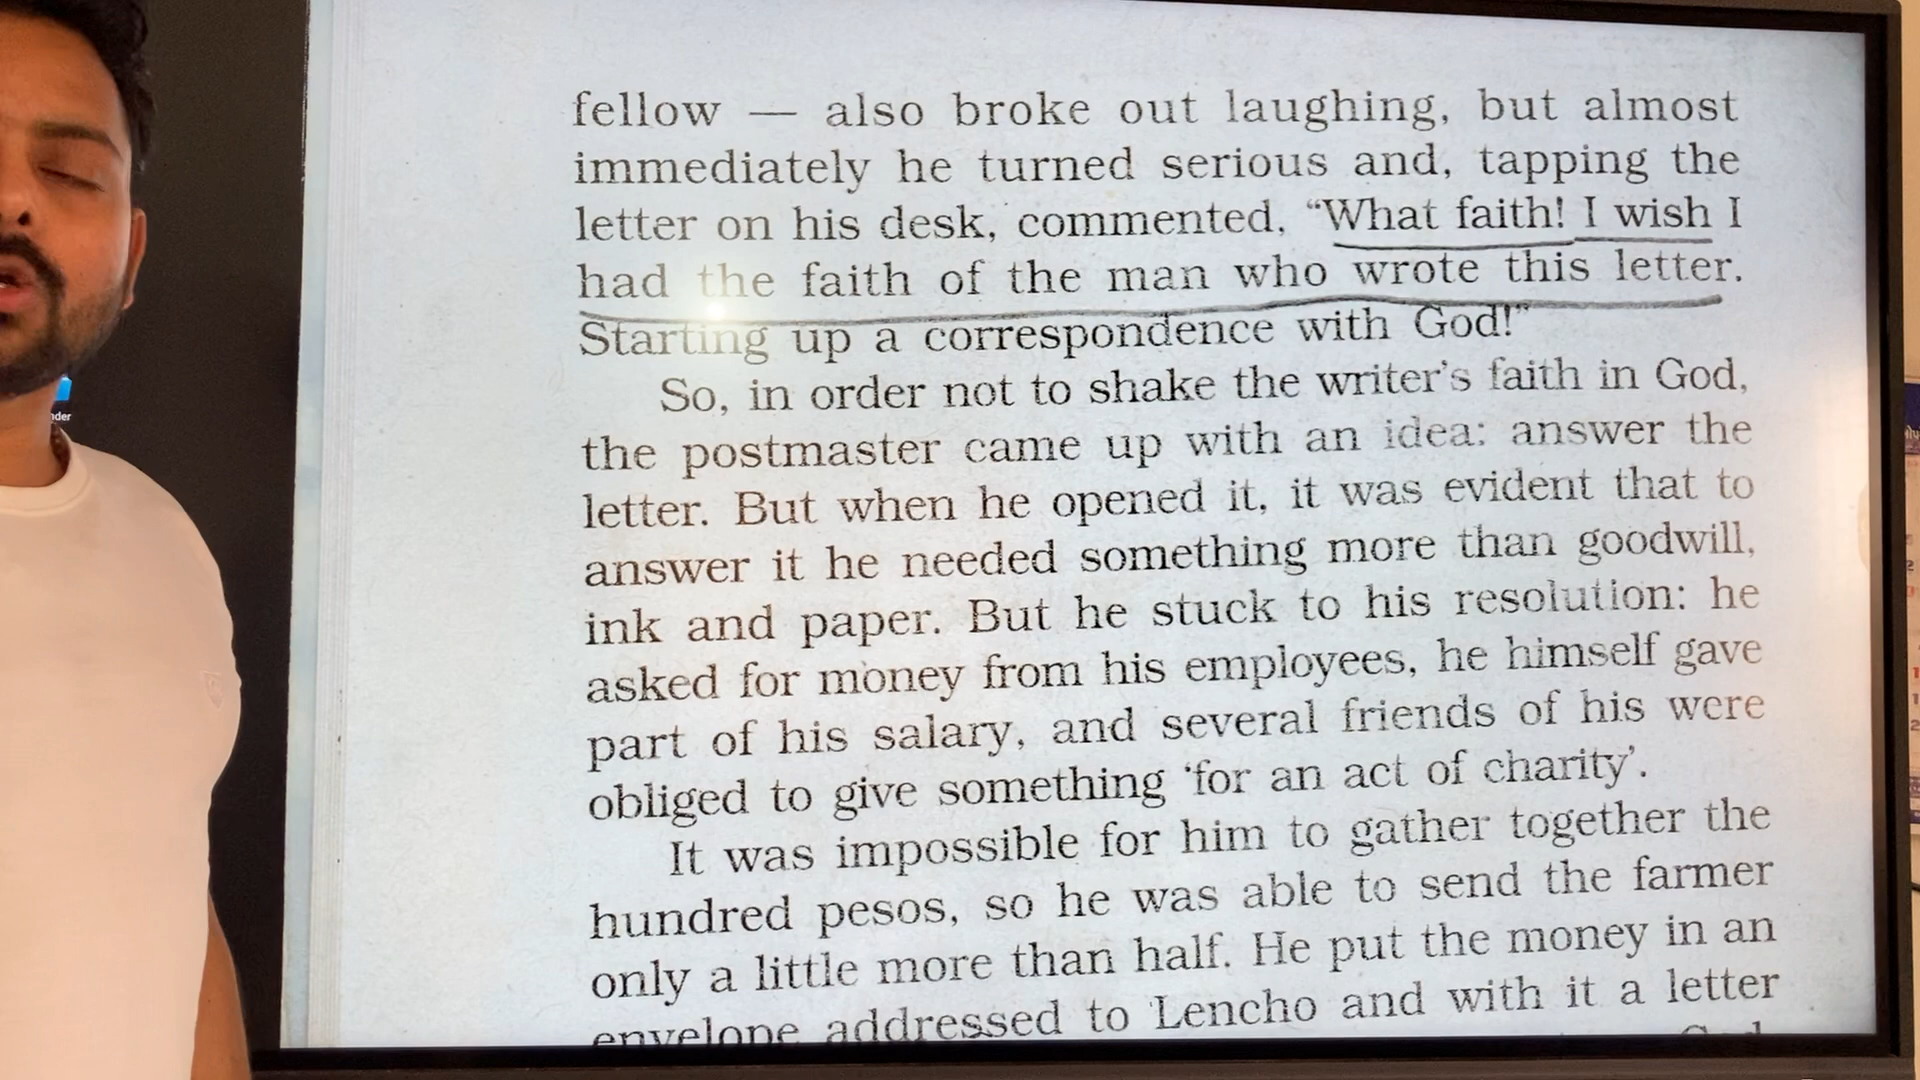 fellow — also broke out laughing, but almost
immediately he turned serious and, tapping the
letter on his desk, commented, “What faith! I wish I
had the faith of the man who wrote this letter.
Starting up a correspondence with God!”
So, in order not to shake the writer’s faith in God,
the postmaster came up with an idea: answer the
letter. But when he opened it, it was evident that to
answer it he needed something more than goodwill,
ink and paper. But he stuck to his resolution: he
asked for money from his employees, he himself gave
part of his salary, and several friends of his were
obliged to give something ‘for an act of charity’.
It was impossible for him to gather together the
hundred pesos, so he was able to send the farmer
only a little more than half. He put the money in an
envelope addressed to Lencho and with it a letter